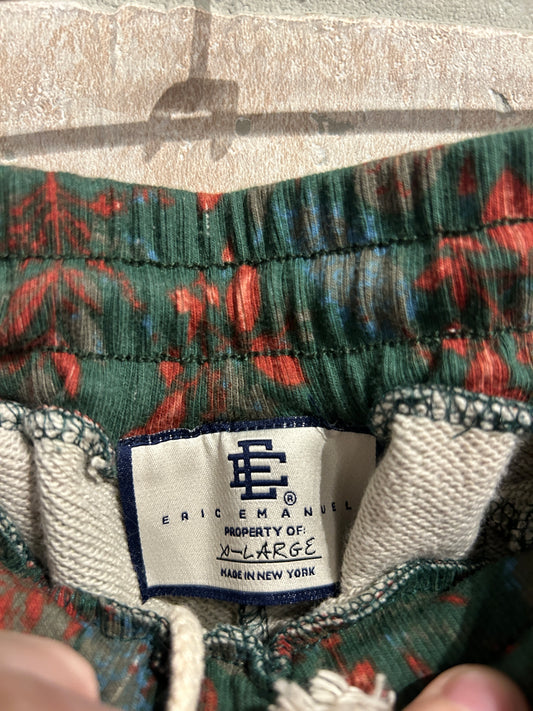 EE®
ERIC EMANUEL
PROPERTY OF:
X-LARGE
MADE IN NEW YORK